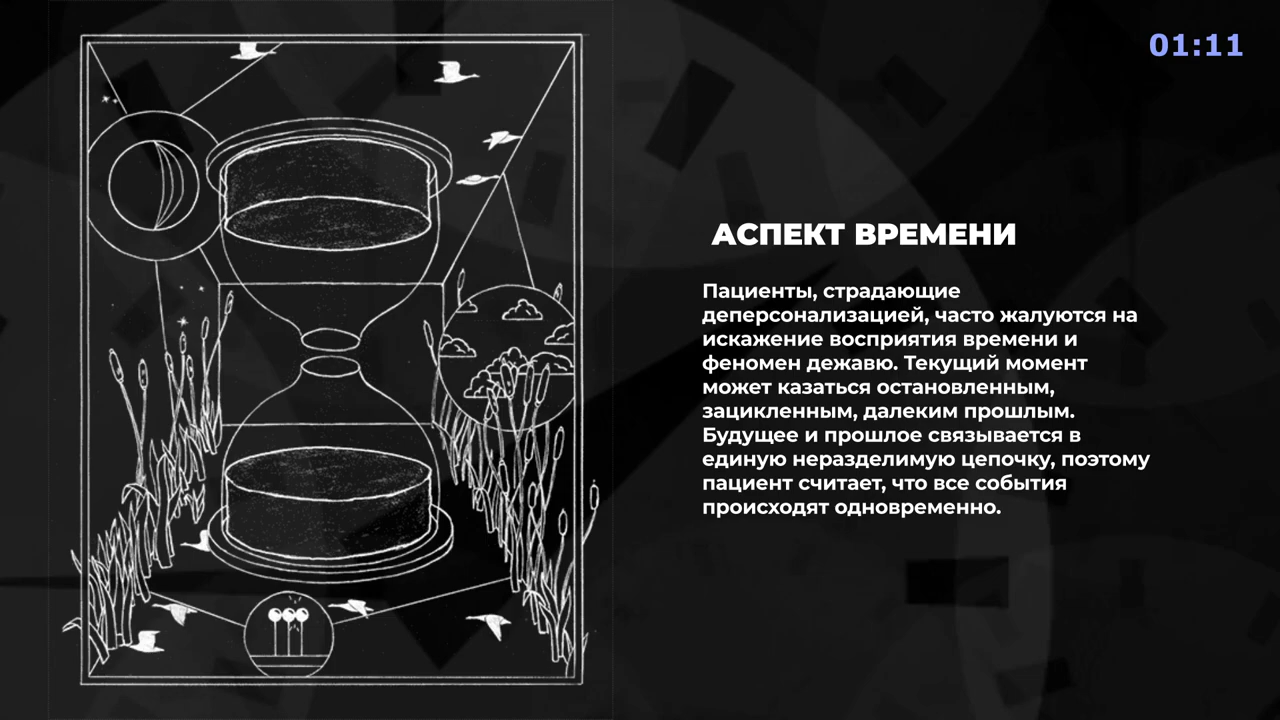 01:11
АСПЕКТ ВРЕМЕНИ
Пациенты, страдающие
деперсонализацией, часто жалуются на
искажение восприятия времени и
феномен дежавю. Текущий момент
может казаться остановленным,
зацикленным, далеким прошлым.
Будущее и прошлое связывается в
единую неразделимую цепочку, поэтому
пациент считает, что все события
происходят одновременно.